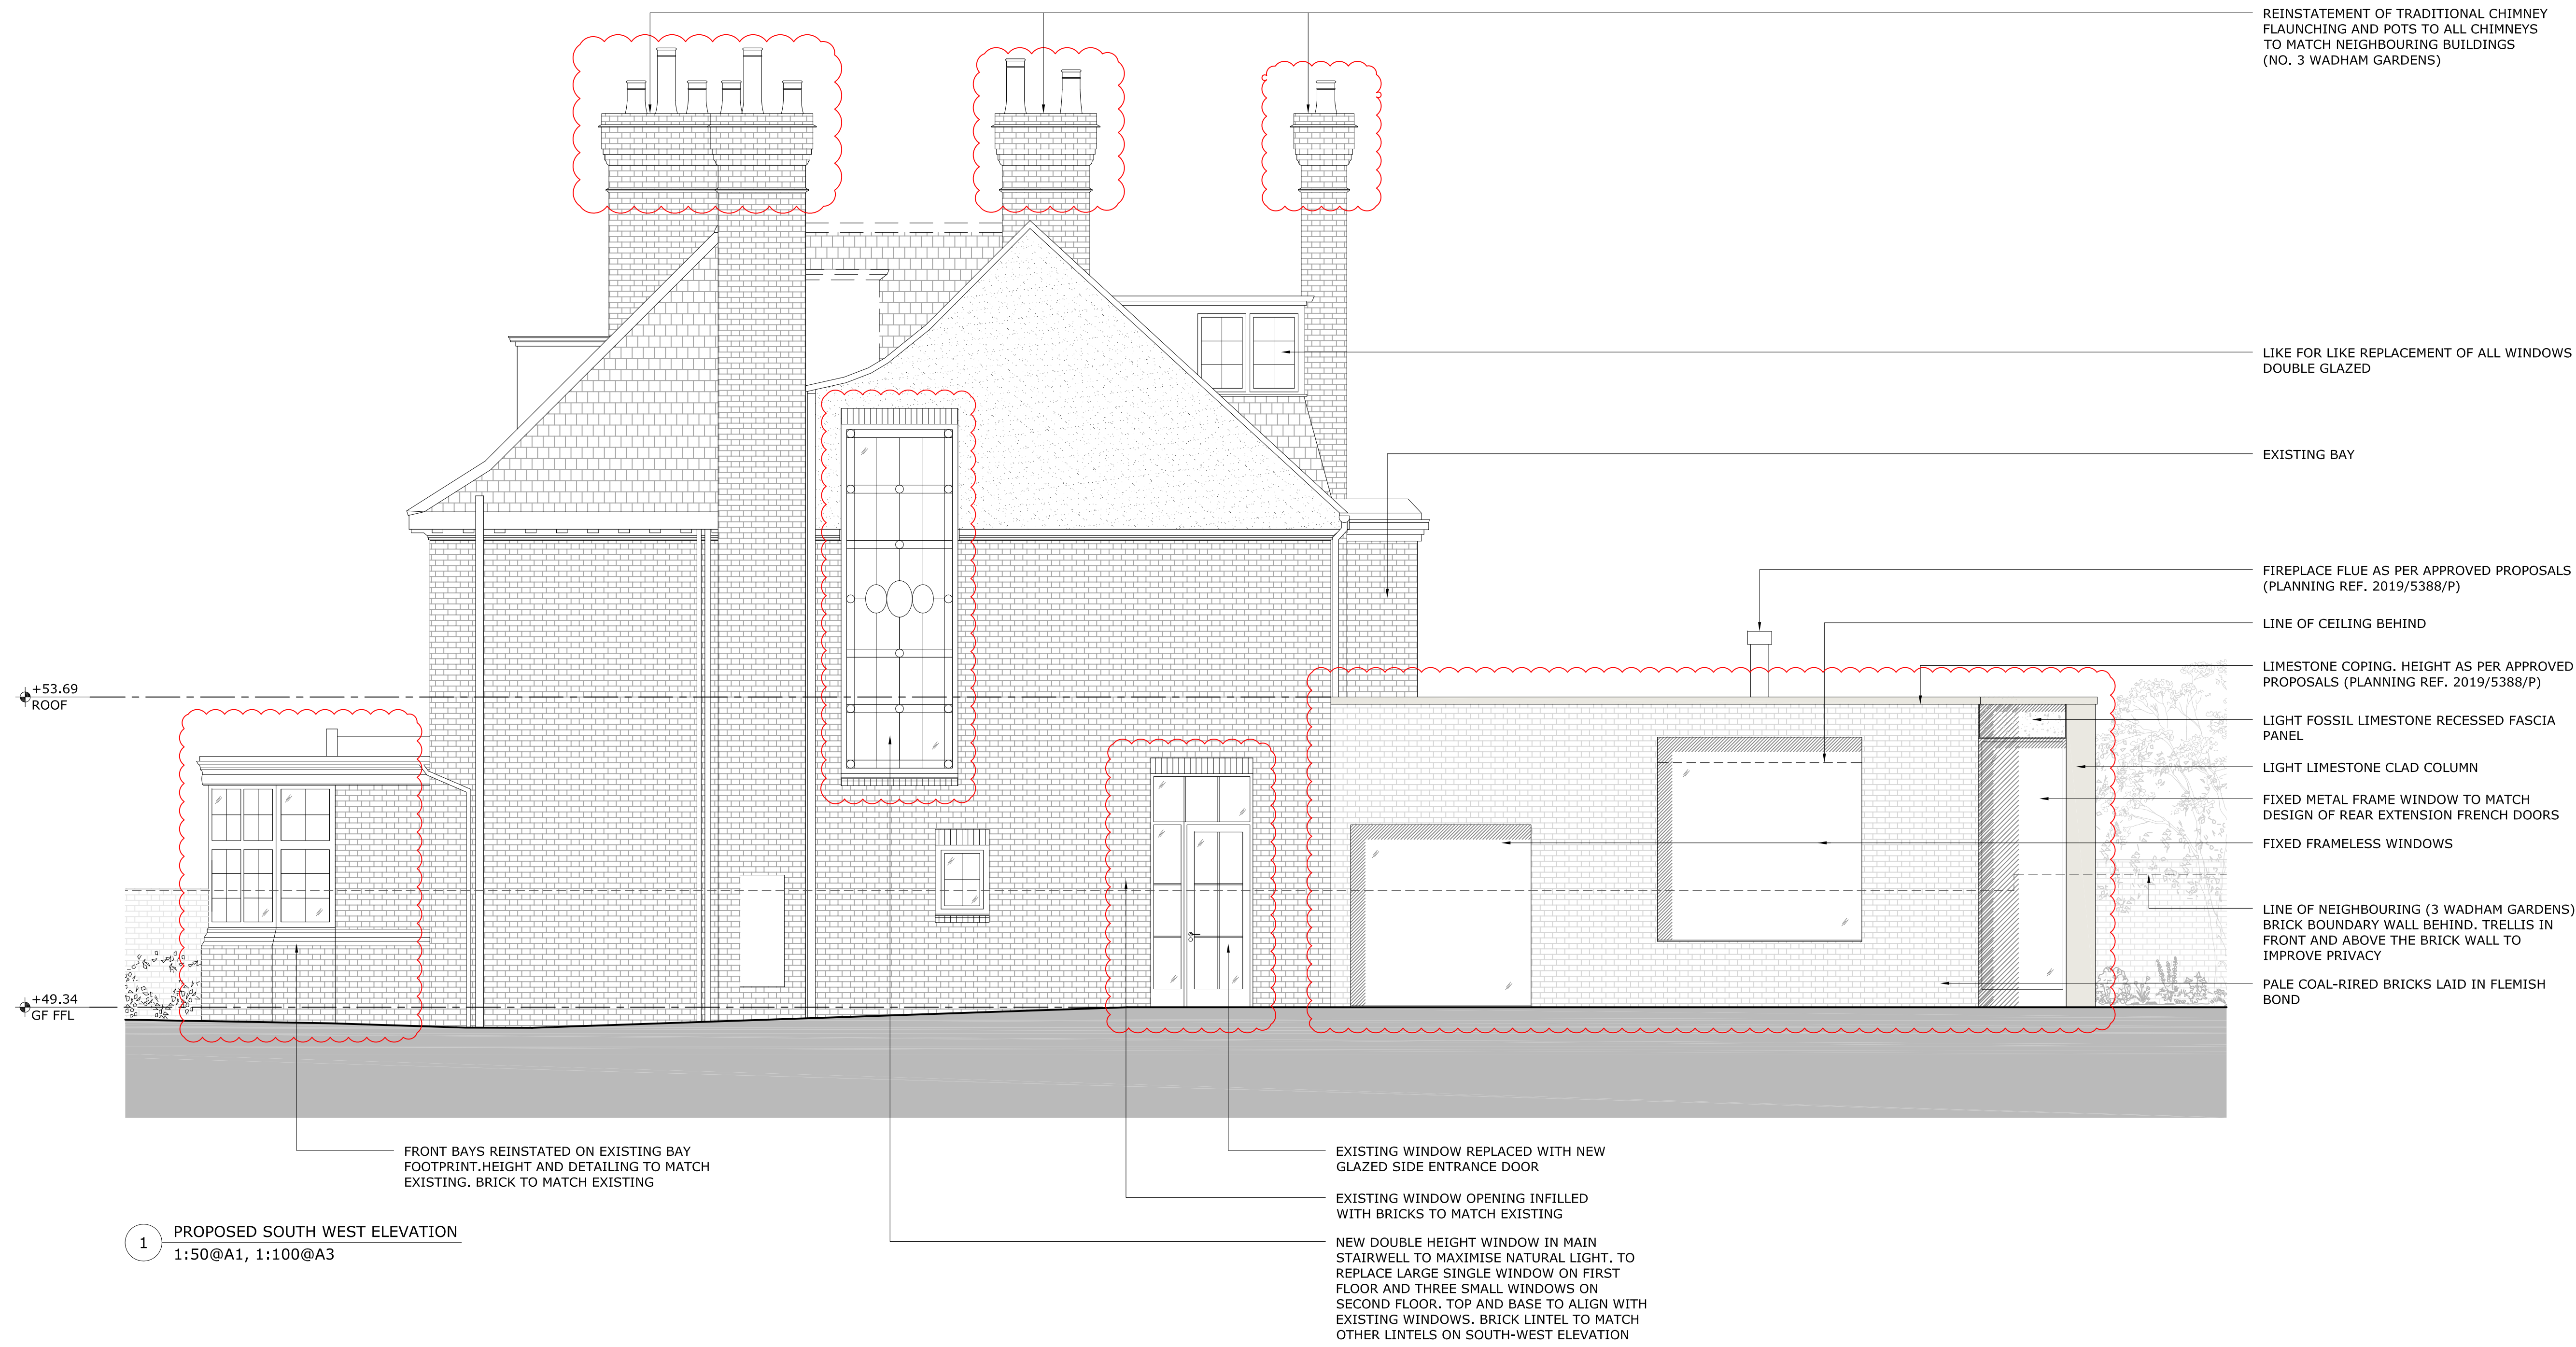 REINSTATEMENT OF TRADITIONAL CHIMNEY
FLAUNCHING AND POTS TO ALL CHIMNEYS
TO MATCH NEIGHBOURING BUILDINGS
(NO. 3 WADHAM GARDENS)
LIKE FOR LIKE REPLACEMENT OF ALL WINDOWS
DOUBLE GLAZED
EXISTING BAY
FIREPLACE FLUE AS PER APPROVED PROPOSALS
(PLANNING REF. 2019/5388/P)
LINE OF CEILING BEHIND
LIMESTONE COPING. HEIGHT AS PER APPROVED
PROPOSALS (PLANNING REF. 2019/5388/P)
+53.69
ROOF
LIGHT FOSSIL LIMESTONE RECESSED FASCIA
PANEL
LIGHT LIMESTONE CLAD COLUMN
FIXED METAL FRAME WINDOW TO MATCH
DESIGN OF REAR EXTENSION FRENCH DOORS
FIXED FRAMELESS WINDOWS
LINE OF NEIGHBOURING (3 WADHAM GARDENS)
BRICK BOUNDARY WALL BEHIND. TRELLIS IN
FRONT AND ABOVE THE BRICK WALL TO
IMPROVE PRIVACY
PALE COAL-RIRED BRICKS LAID IN FLEMISH
BOND
+49.34
GF FFL
FRONT BAYS REINSTATED ON EXISTING BAY
FOOTPRINT.HEIGHT AND DETAILING TO MATCH
EXISTING. BRICK TO MATCH EXISTING
EXISTING WINDOW REPLACED WITH NEW
GLAZED SIDE ENTRANCE DOOR
EXISTING WINDOW OPENING INFILLED
WITH BRICKS TO MATCH EXISTING
NEW DOUBLE HEIGHT WINDOW IN MAIN
STAIRWELL TO MAXIMISE NATURAL LIGHT. TO
REPLACE LARGE SINGLE WINDOW ON FIRST
FLOOR AND THREE SMALL WINDOWS ON
SECOND FLOOR. TOP AND BASE TO ALIGN WITH
EXISTING WINDOWS. BRICK LINTEL TO MATCH
OTHER LINTELS ON SOUTH-WEST ELEVATION
1
PROPOSED SOUTH WEST ELEVATION
1:50@A1, 1:100@A3